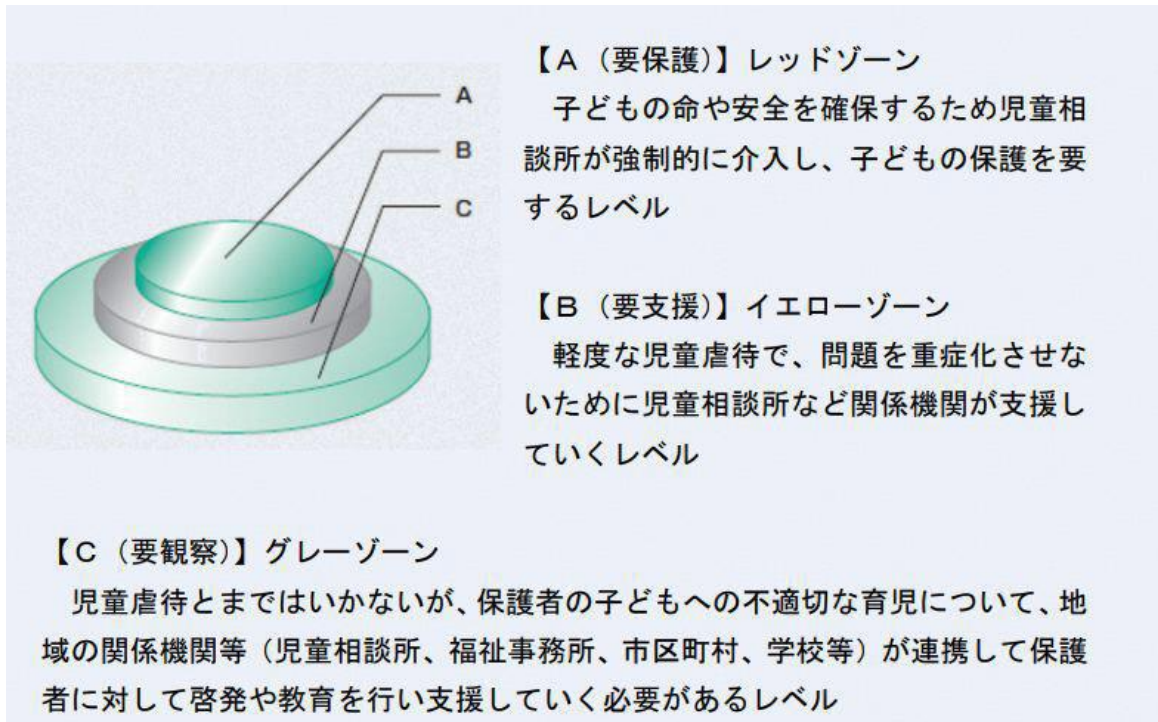 A
B
C
【A（要保護）】レッドゾーン
　子どもの命や安全を確保するため児童相
談所が強制的に介入し、子どもの保護を要
するレベル
【B（要支援）】イエローゾーン
　軽度な児童虐待で、問題を重症化させな
いために児童相談所など関係機関が支援し
ていくレベル
【C（要観察）】グレーゾーン
　児童虐待とまではいかないが、保護者の子どもへの不適切な育児について、地
域の関係機関等（児童相談所、福祉事務所、市区町村、学校等）が連携して保護
者に対して啓発や教育を行い支援していく必要があるレベル